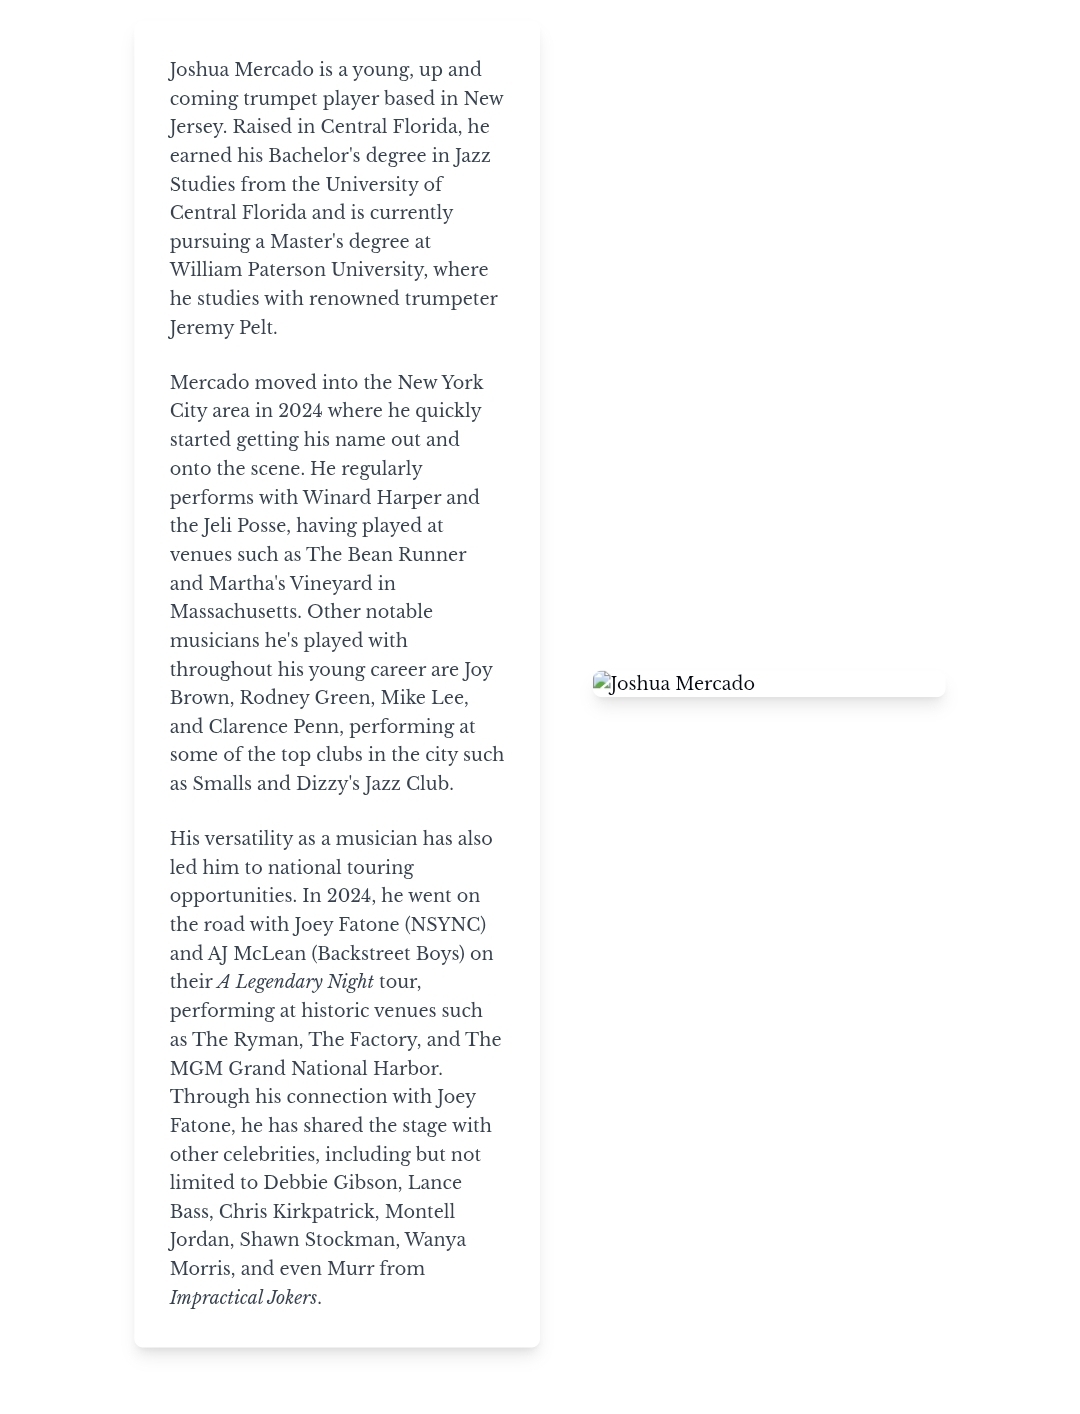 Joshua Mercado is a young, up and
coming trumpet player based in New
Jersey. Raised in Central Florida, he
earned his Bachelor's degree in Jazz
Studies from the University of
Central Florida and is currently
pursuing a Master's degree at
William Paterson University, where
he studies with renowned trumpeter
Jeremy Pelt.
Mercado moved into the New York
City area in 2024 where he quickly
started getting his name out and
onto the scene. He regularly
performs with Winard Harper and
the Jeli Posse, having played at
venues such as The Bean Runner
and Martha's Vineyard in
Massachusetts. Other notable
musicians he's played with
throughout his young career are Joy
Brown, Rodney Green, Mike Lee,
and Clarence Penn, performing at
some of the top clubs in the city such
as Smalls and Dizzy's Jazz Club.
His versatility as a musician has also
led him to national touring
opportunities. In 2024, he went on
the road with Joey Fatone (NSYNC)
and AJ McLean (Backstreet Boys) on
their A Legendary Night tour,
performing at historic venues such
as The Ryman, The Factory, and The
MGM Grand National Harbor.
Through his connection with Joey
Fatone, he has shared the stage with
other celebrities, including but not
limited to Debbie Gibson, Lance
Bass, Chris Kirkpatrick, Montell
Jordan, Shawn Stockman, Wanya
Morris, and even Murr from
Impractical Jokers.
Joshua Mercado